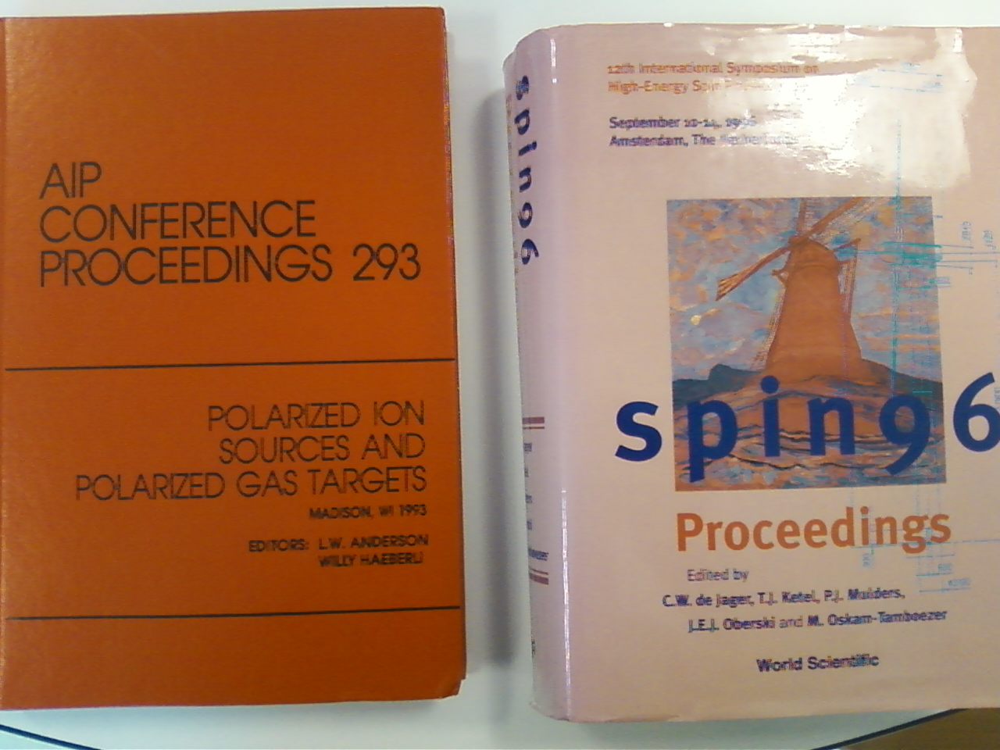 AIP
CONFERENCE
PROCEEDINGS 293
POLARIZED ION
SOURCES AND
POLARIZED GAS TARGETS
MADISON, WI 1993
EDITORS: L.W. ANDERSON
WILLY HAEBERLI
spin96
12th International Symposium on
High-Energy Spin
September 10-14, 1996
Amsterdam, The Netherlands
spin96
Proceedings
Edited by
C.W. de Jager, T.J. Ketel, P.J. Mulders,
J.E.J. Oberski and M. Oskam-Tamboezer
World Scientific